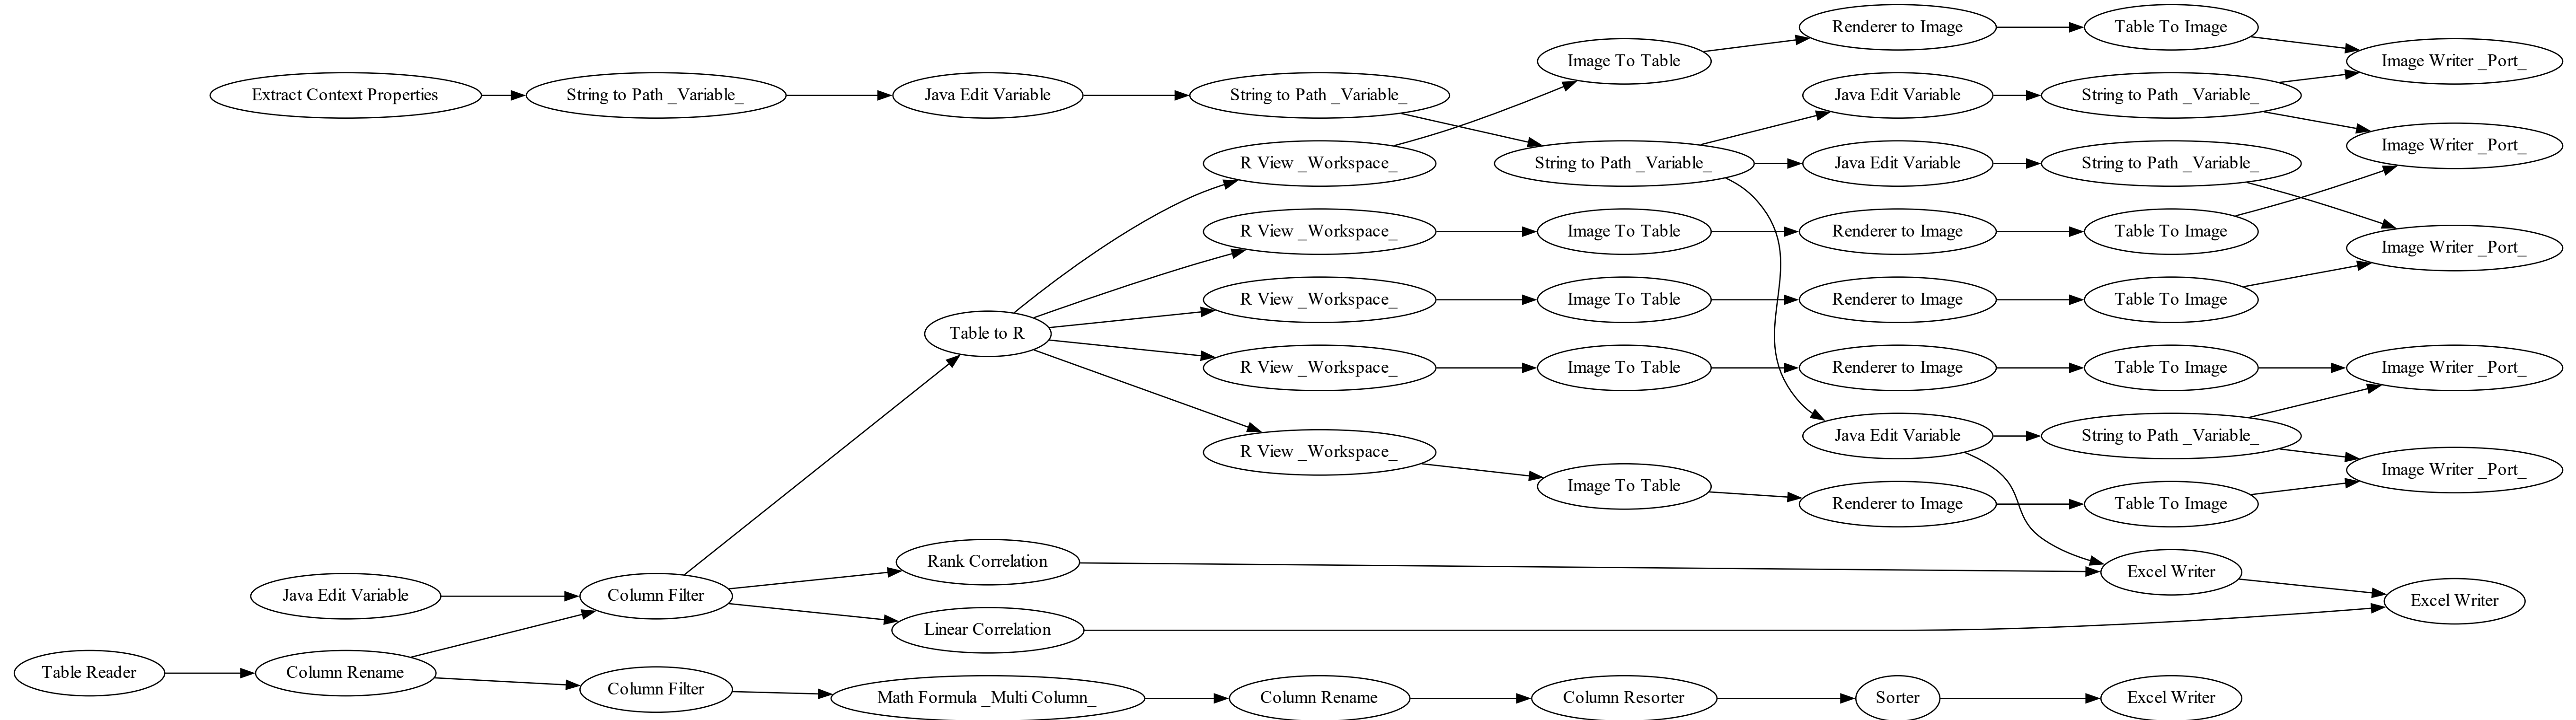 Renderer to Image
Table To Image
Image To Table
Image Writer _Port_
Extract Context Properties
String to Path _Variable_
Java Edit Variable
String to Path _Variable_
Java Edit Variable
String to Path _Variable_
Image Writer _Port_
R View _Workspace_
String to Path _Variable_
Java Edit Variable
String to Path _Variable_
R View _Workspace_
Image To Table
Renderer to Image
Table To Image
Image Writer _Port_
R View _Workspace_
Image To Table
Renderer to Image
Table To Image
Table to R
R View _Workspace_
Image To Table
Renderer to Image
Table To Image
Image Writer _Port_
Java Edit Variable
String to Path _Variable_
R View _Workspace_
Image Writer _Port_
Image To Table
Renderer to Image
Table To Image
Rank Correlation
Excel Writer
Java Edit Variable
Column Filter
Excel Writer
Linear Correlation
Table Reader
Column Rename
Column Filter
Math Formula _Multi Column_
Column Rename
Column Resorter
Sorter
Excel Writer